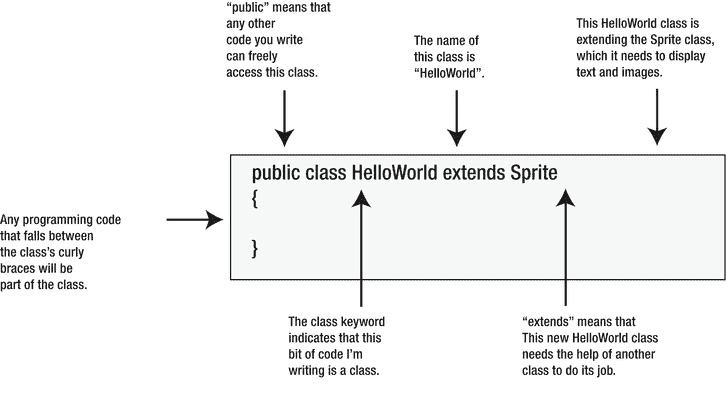 “public” means that
any other
code you write
can freely
access this class.
The name of
this class is
“HelloWorld”.
This HelloWorld class is
extending the Sprite class,
which it needs to display
text and images.
public class HelloWorld extends Sprite
{
}
Any programming code
that falls between
the class’s curly
braces will be
part of the class.
The class keyword
indicates that this
bit of code I’m
writing is a class.
“extends” means that
This new HelloWorld class
needs the help of another
class to do its job.